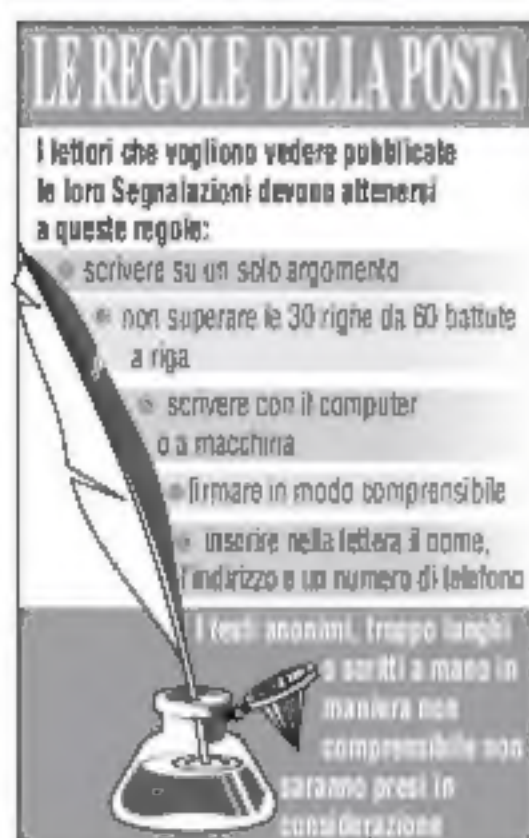 LE REGOLE DELLA POSTA
I lettori che vogliono vedere pubblicate
le loro Segnalazioni devono attenersi
a queste regole:
scrivere su un solo argomento
non superare le 30 righe da 60 battute
a riga
scrivere con il computer
o a macchina
firmare in modo comprensibile
inserire nella lettera il nome,
l'indirizzo e un numero di telefono
I testi anonimi, troppo lunghi
o scritti a mano in
maniera non
comprensibile non
saranno presi in
considerazione